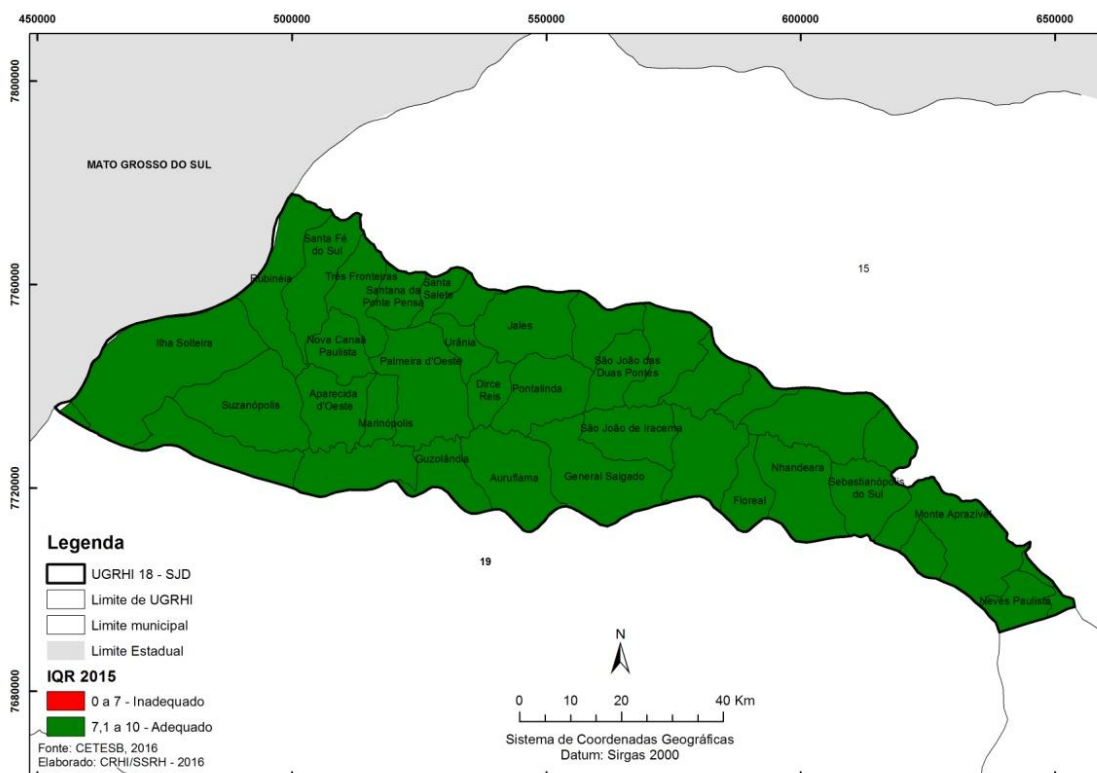 450000
500000
550000
600000
650000
7800000
7760000
7720000
7680000
MATO GROSSO DO SUL
15
19
Santa Fé
do Sul
Rubinéia
Três Fronteiras
Santana da
Ponte Pensa
Santa
Salete
Jales
Urânia
Ilha Solteira
Nova Canaã
Paulista
Palmeira d'Oeste
São João das
Duas Pontes
Dirce
Reis
Pontalinda
Suzanápolis
Aparecida
d'Oeste
Marinópolis
São João de Iracema
Guzolândia
Auriflama
General Salgado
Floreal
Nhandeara
Sebastianópolis
do Sul
Monte Aprazível
Neves Paulista
Legenda
UGRHI 18 - SJD
Limite de UGRHI
Limite municipal
Limite Estadual
IQR 2015
0 a 7 - Inadequado
7,1 a 10 - Adequado
Fonte: CETESB, 2016
Elaborado: CRHI/SSRH - 2016
N
0 10 20 40 Km
Sistema de Coordenadas Geográficas
Datum: Sirgas 2000